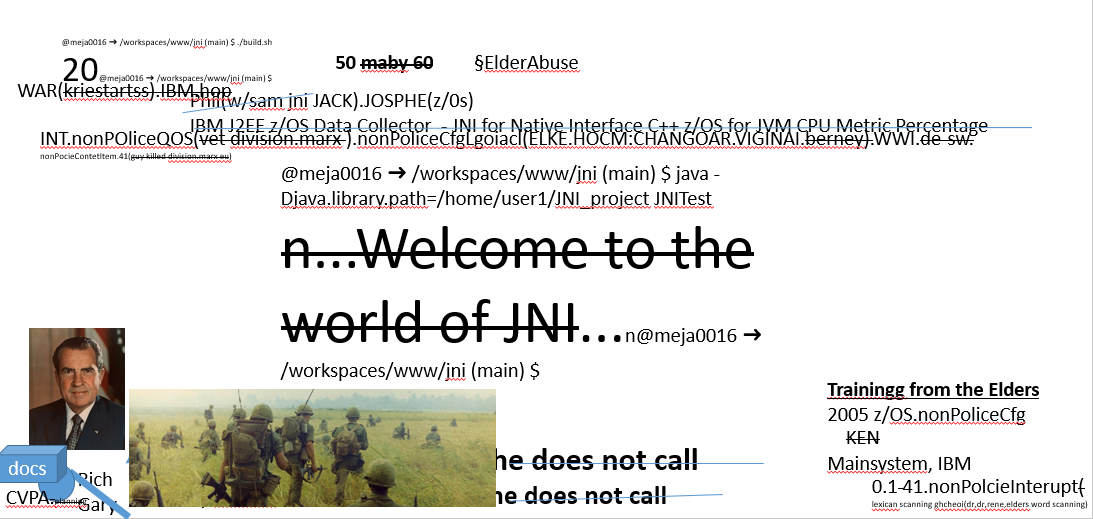 @meja0016 → /workspaces/www/jni (main) $ ./build.sh
20@meja0016 → /workspaces/www/jni (main) $
50 maby 60
§ElderAbuse
WAR(kriestartss).IBM.hop
Phil(w/sam jni JACK).JOSPHE(z/0s)
IBM J2EE z/OS Data Collector - JNI for Native Interface C++ z/OS for JVM CPU Metric Percentage
INT.nonPOliceQOS(vet division.marx ).nonPoliceCfgLgoIacl(ELKE.HOCM:CHANGOAR.VIGINAI.berney).WWI.de-sw.
nonPocieContetItem.41(guy killed division.marx eu)
@meja0016 → /workspaces/www/jni (main) $ java -
Djava.library.path=/home/user1/JNI_project JNITest
n...Welcome to the
world of JNI...n@meja0016 →
/workspaces/www/jni (main) $
Trainingg from the Elders
2005 z/OS.nonPoliceCfg
KEN
Mainsystem, IBM
0.1-41.nonPolcieInterupt(
lexican scanning ghcheoi(dr,dr,rene,elders word scanning)
he does not call
he does not call
docs
Rich
CVPA.
Gary